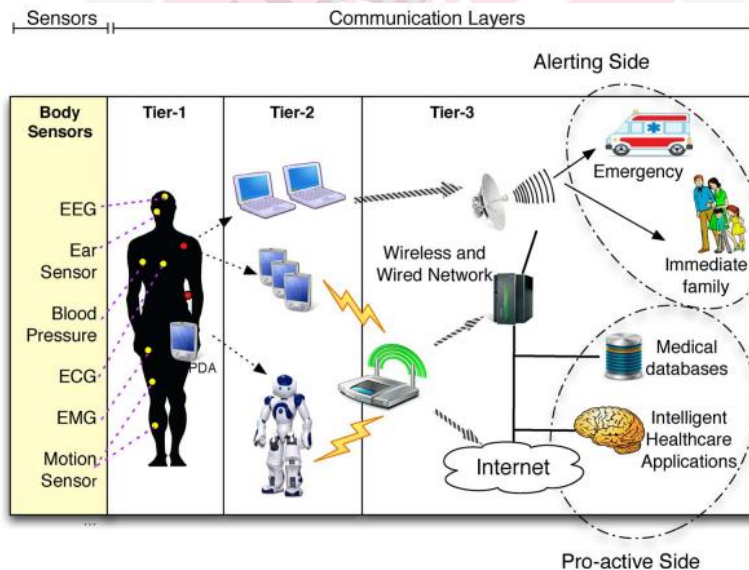 Sensors
Communication Layers
Alerting Side
Body
Sensors
Tier-1
Tier-2
Tier-3
EEG
Ear
Sensor
Blood
Pressure
ECG
EMG
Motion
Sensor
...
PDA
Wireless and
Wired Network
Internet
Emergency
Immediate
family
Medical
databases
Intelligent
Healthcare
Applications
Pro-active Side